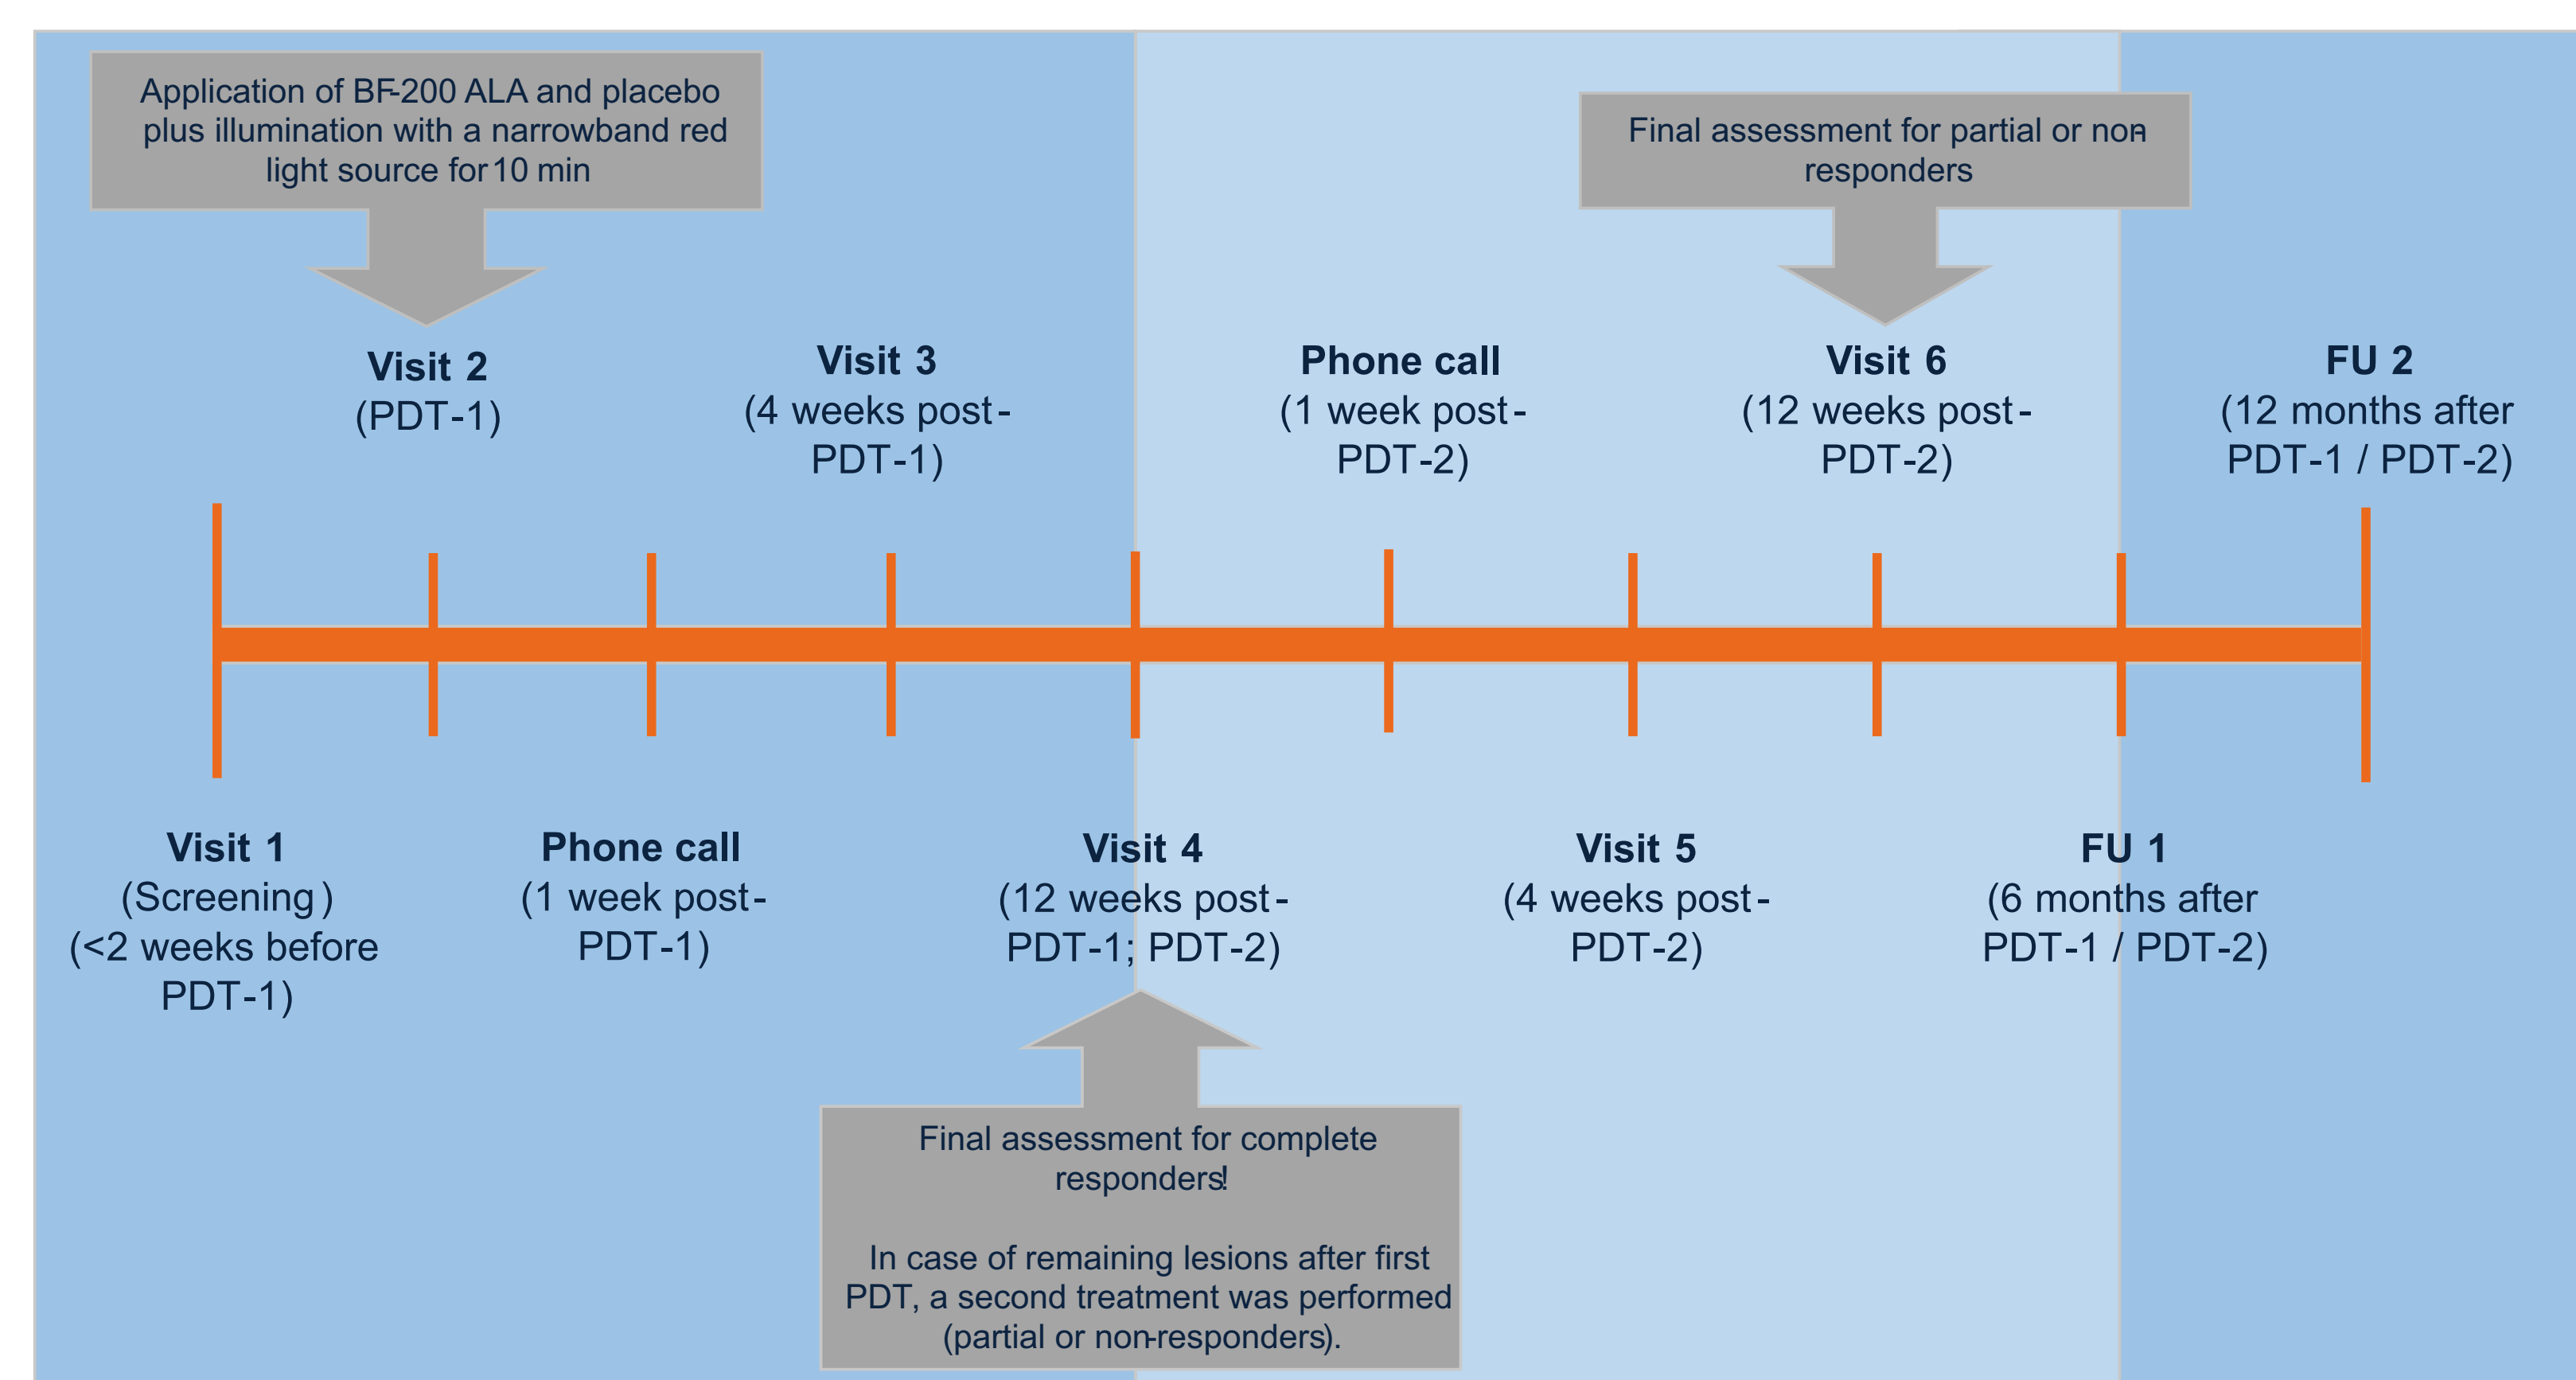 Application of BF-200 ALA and placebo
plus illumination with a narrowband red
light source for 10 min
Final assessment for partial or non-
responders
Visit 2
(PDT-1)
Visit 3
(4 weeks post-
PDT-1)
Phone call
(1 week post-
PDT-2)
Visit 6
(12 weeks post-
PDT-2)
FU 2
(12 months after
PDT-1 / PDT-2)
Visit 1
(Screening)
(<2 weeks before
PDT-1)
Phone call
(1 week post-
PDT-1)
Visit 4
(12 weeks post-
PDT-1; PDT-2)
Visit 5
(4 weeks post-
PDT-2)
FU 1
(6 months after
PDT-1 / PDT-2)
Final assessment for complete
responders!
In case of remaining lesions after first
PDT, a second treatment was performed
(partial or non-responders).